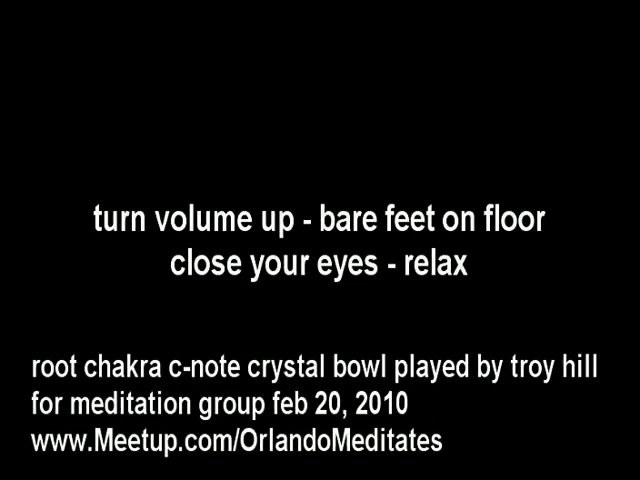 turn volume up - bare feet on floor
close your eyes - relax
root chakra c-note crystal bowl played by troy hill
for meditation group feb 20, 2010
www.Meetup.com/OrlandoMeditates